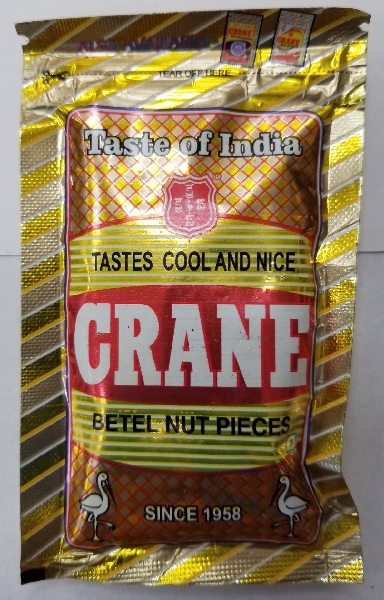 TEAR OFF HERE
Taste of India
TASTES COOL AND NICE
CRANE
BETEL NUT PIECES
SINCE 1958